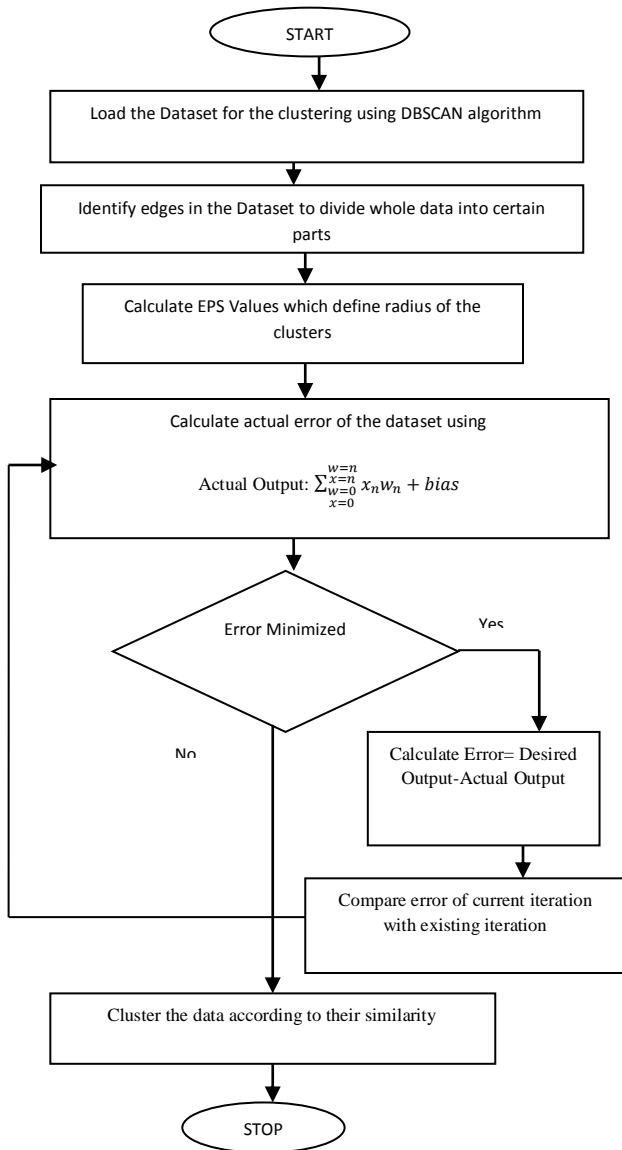 START
Load the Dataset for the clustering using DBSCAN algorithm
Identify edges in the Dataset to divide whole data into certain
parts
Calculate EPS Values which define radius of the
clusters
Calculate actual error of the dataset using
Actual Output: ∑_{w=0 x=0}^{w=n x=n} xₙwₙ + bias
Error Minimized
Yes
No
Calculate Error= Desired
Output-Actual Output
Compare error of current iteration
with existing iteration
Cluster the data according to their similarity
STOP